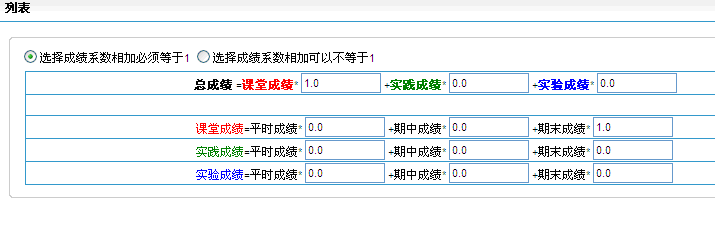 列表
选择成绩系数相加必须等于1 选择成绩系数相加可以不等于1
总成绩 =课堂成绩* 1.0 +实践成绩* 0.0 +实验成绩* 0.0
课堂成绩=平时成绩* 0.0 +期中成绩* 0.0 +期末成绩* 1.0
实践成绩=平时成绩* 0.0 +期中成绩* 0.0 +期末成绩* 0.0
实验成绩=平时成绩* 0.0 +期中成绩* 0.0 +期末成绩* 0.0